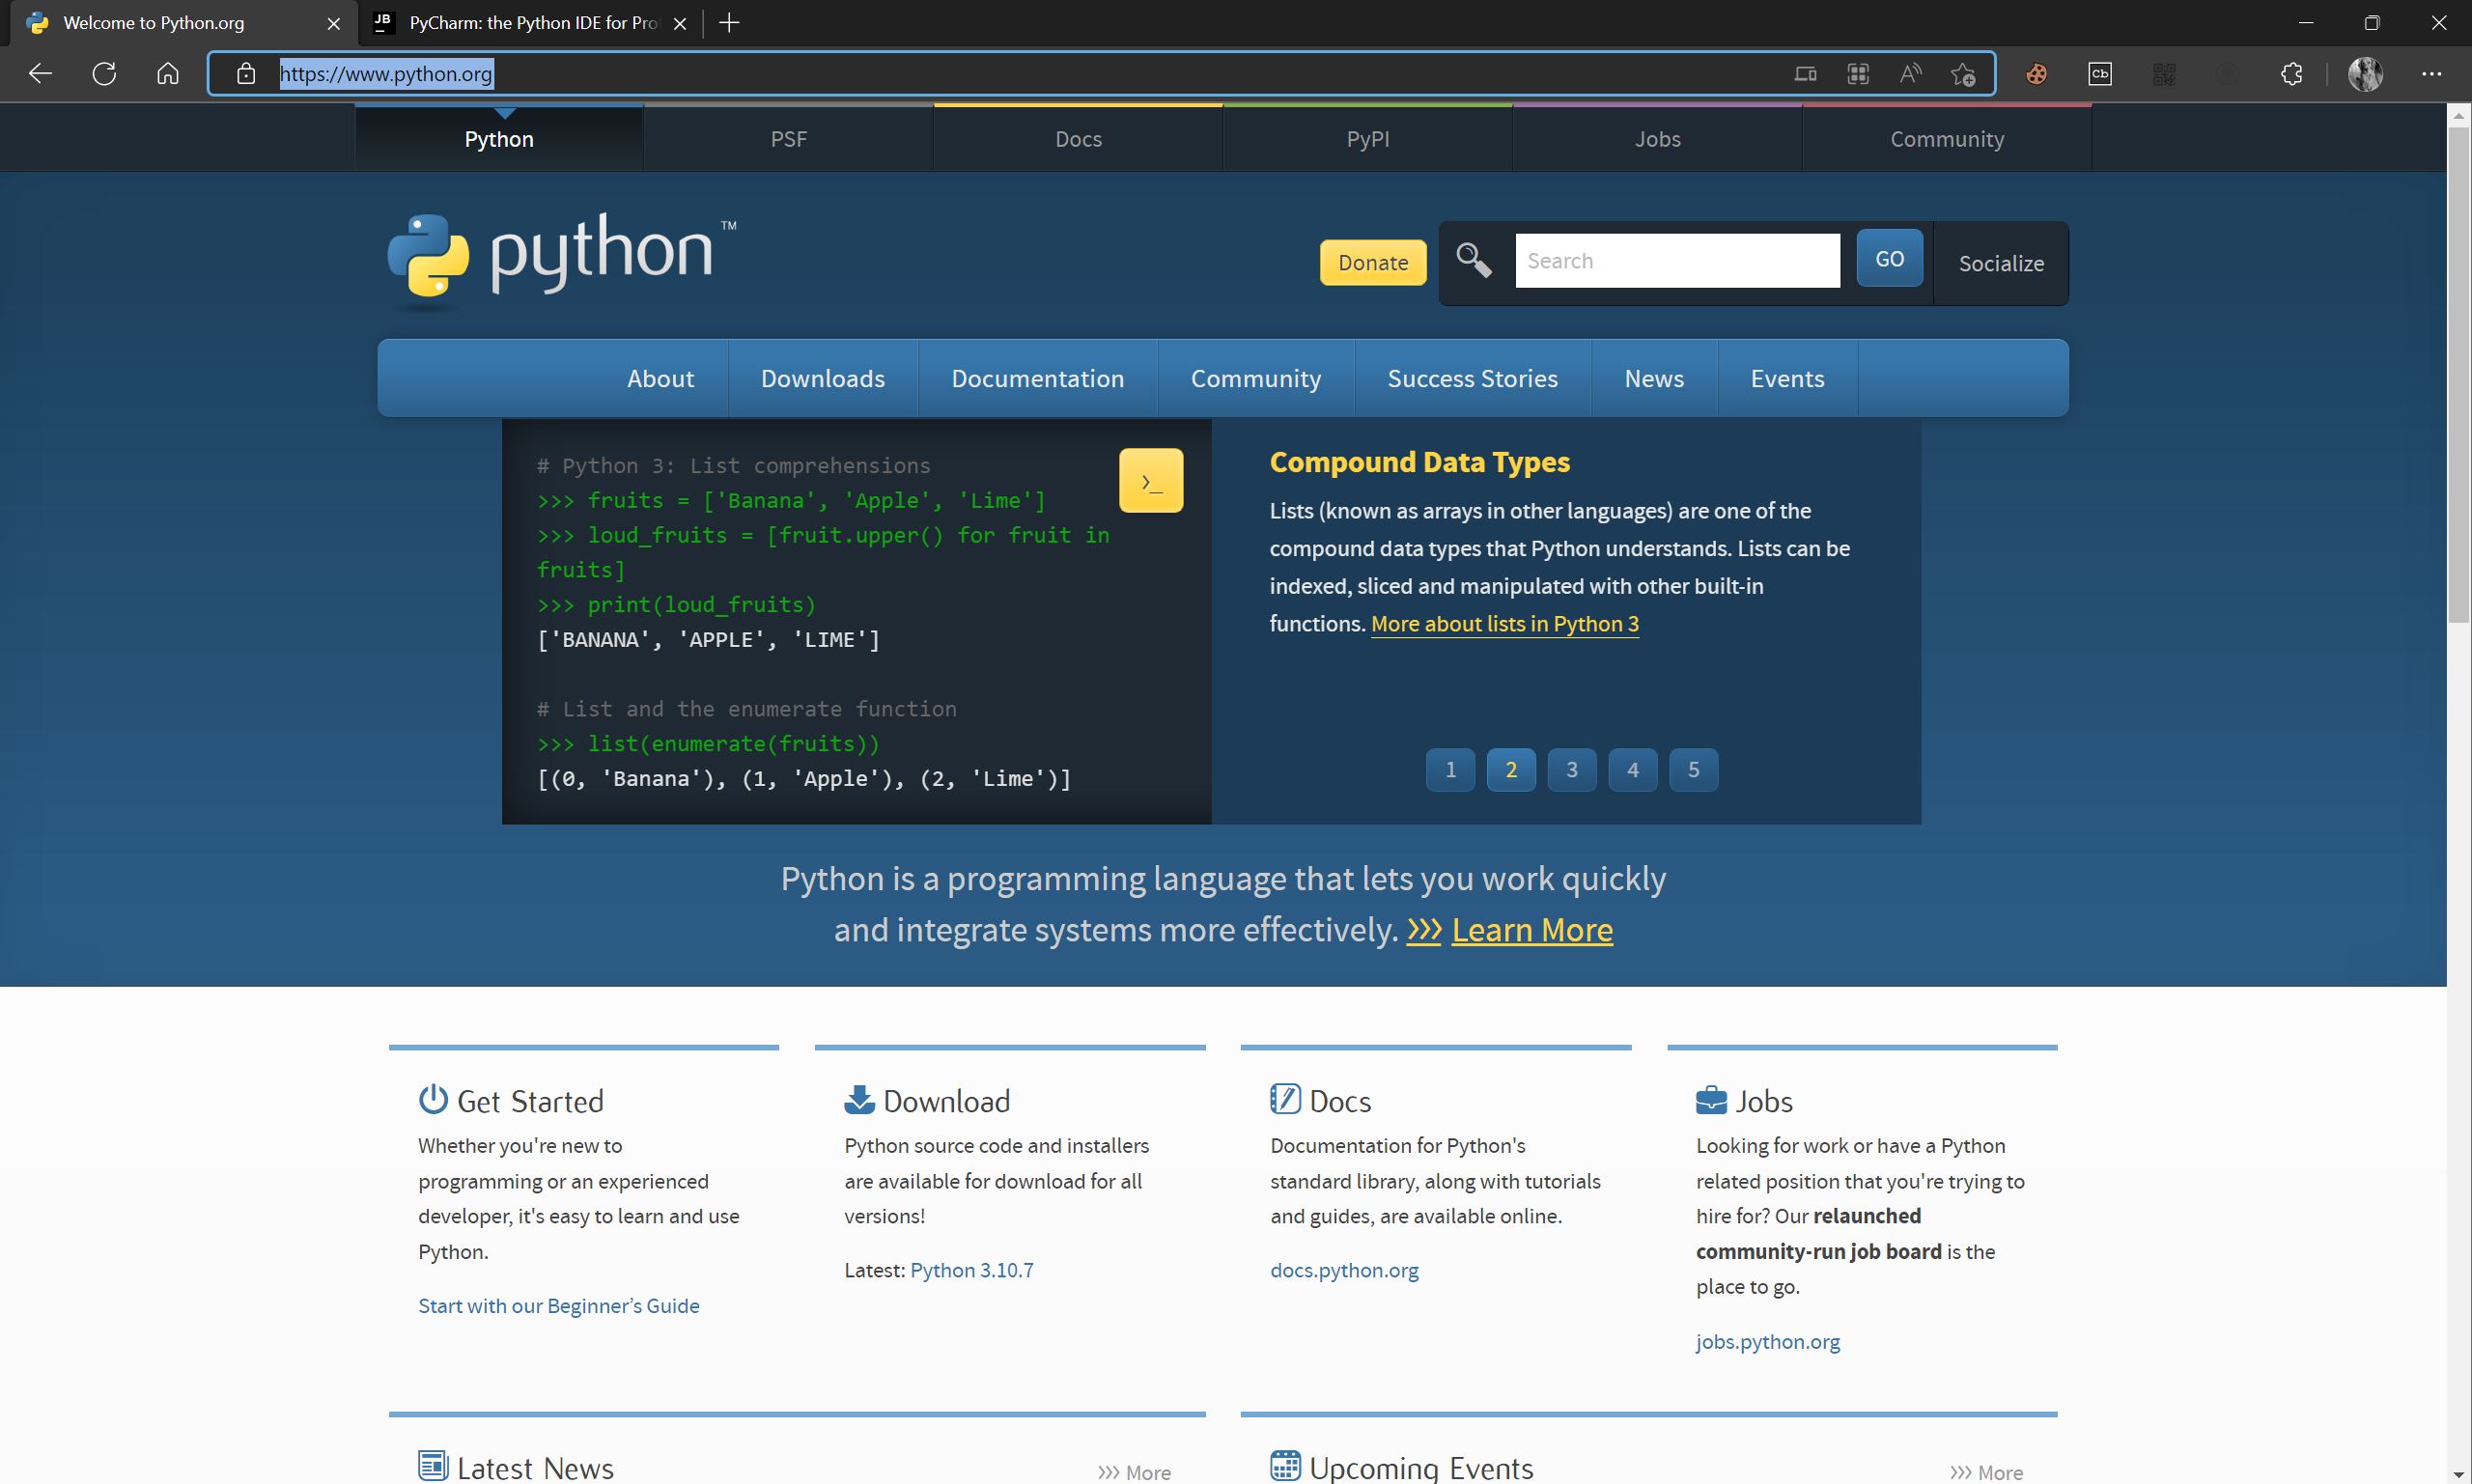 Welcome to Python.org
PyCharm: the Python IDE for Pro
https://www.python.org
Python
PSF
Docs
PyPI
Jobs
Community
python™
Donate
Search
GO
Socialize
About
Downloads
Documentation
Community
Success Stories
News
Events
# Python 3: List comprehensions
>>> fruits = ['Banana', 'Apple', 'Lime']
>>> loud_fruits = [fruit.upper() for fruit in
fruits]
>>> print(loud_fruits)
['BANANA', 'APPLE', 'LIME']
# List and the enumerate function
>>> list(enumerate(fruits))
[(0, 'Banana'), (1, 'Apple'), (2, 'Lime')]
>_
Compound Data Types
Lists (known as arrays in other languages) are one of the
compound data types that Python understands. Lists can be
indexed, sliced and manipulated with other built-in
functions. More about lists in Python 3
1 2 3 4 5
Python is a programming language that lets you work quickly
and integrate systems more effectively. >>> Learn More
Get Started
Whether you're new to
programming or an experienced
developer, it's easy to learn and use
Python.
Start with our Beginner’s Guide
Download
Python source code and installers
are available for download for all
versions!
Latest: Python 3.10.7
Docs
Documentation for Python's
standard library, along with tutorials
and guides, are available online.
docs.python.org
Jobs
Looking for work or have a Python
related position that you're trying to
hire for? Our relaunched
community-run job board is the
place to go.
jobs.python.org
Latest News
>>> More
Upcoming Events
>>> More